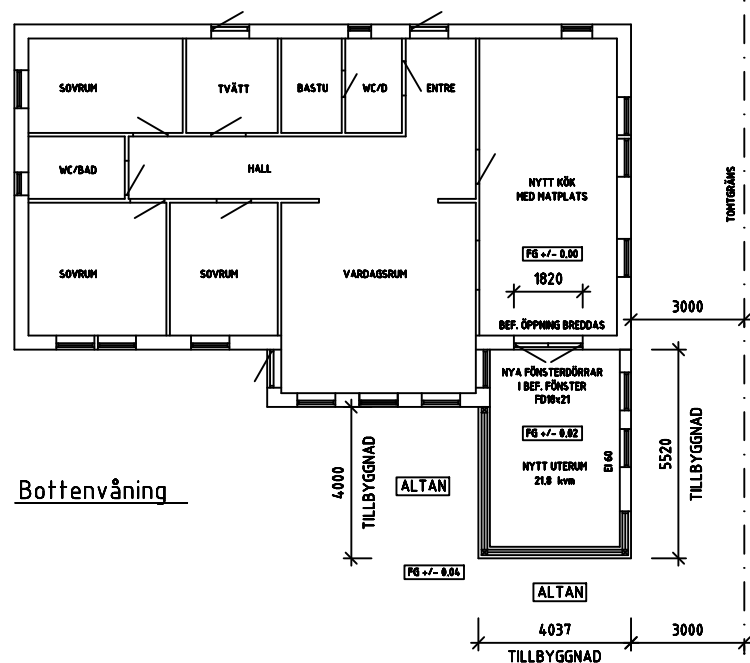 SOVRUM
TVÄTT
BASTU
WC/D
ENTRE
WC/BAD
HALL
NYTT KÖK
MED MATPLATS
TOMTGRÄNS
FG +/- 0.00
1820
SOVRUM
SOVRUM
VARDAGSRUM
3000
BEF. ÖPPNING BREDDAS
NYA FÖNSTERDÖRRAR
I BEF. FÖNSTER
FD18x21
FG +/- 0.02
NYTT UTERUM
21,8 kvm
EI 60
5520
TILLBYGGNAD
4000
TILLBYGGNAD
ALTAN
Bottenvåning
FG +/- 0.04
ALTAN
4037
3000
TILLBYGGNAD